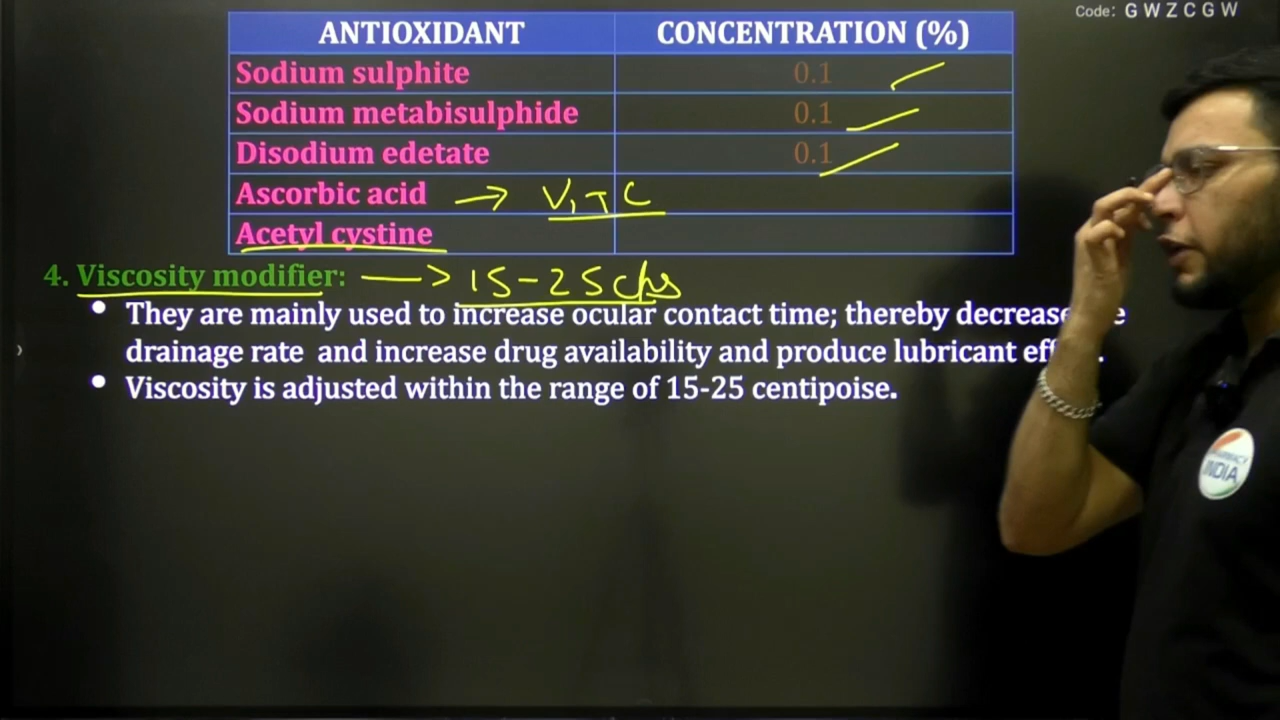 Code: G W Z C G W
ANTIOXIDANT CONCENTRATION (%)
Sodium sulphite 0.1
Sodium metabisulphide 0.1
Disodium edetate 0.1
Ascorbic acid → VIT C
Acetyl cystine
4. Viscosity modifier: → 15-25 cps
• They are mainly used to increase ocular contact time; thereby decrease
drainage rate and increase drug availability and produce lubricant
• Viscosity is adjusted within the range of 15-25 centipoise.
PHARMACY
INDIA